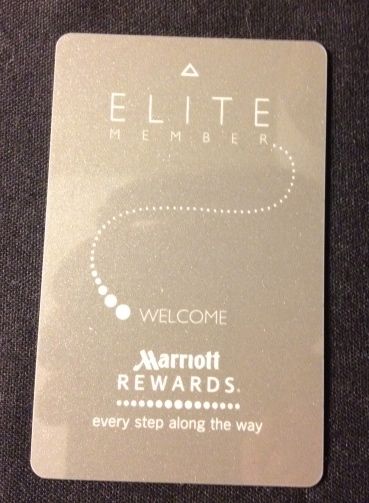 ELITE
MEMBER
WELCOME
Marriott
REWARDS.
every step along the way